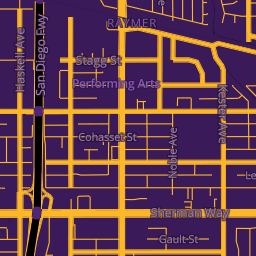 RAYMER
Haskell Ave
San Diego Fwy
Stagg St
Performing Arts
Kester Ave
Cohasset St
Noble Ave
Le
Sherman Way
Gault St